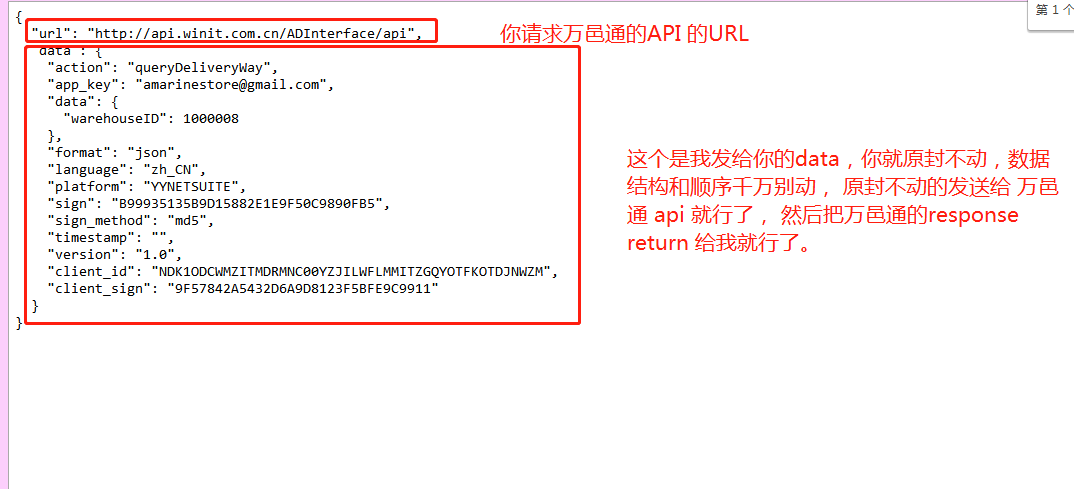 第 1 个
{
"url": "http://api.winit.com.cn/ADInterface/api",
你请求万邑通的API 的URL
data : {
"action": "queryDeliveryWay",
"app_key": "amarinestore@gmail.com",
"data": {
"warehouseID": 1000008
},
"format": "json",
"language": "zh_CN",
"platform": "YYNETSUITE",
"sign": "B99935135B9D15882E1E9F50C9890FB5",
"sign_method": "md5",
"timestamp": "",
"version": "1.0",
"client_id": "NDK1ODCWMZITMDRMNC00YZJILWFLMMITZGQYOTFKOTDJNWZM",
"client_sign": "9F57842A5432D6A9D8123F5BFE9C9911"
}
}
这个是我发给你的data，你就原封不动，数据
结构和顺序千万别动， 原封不动的发送给 万邑
通 api 就行了， 然后把万邑通的response
return 给我就行了。